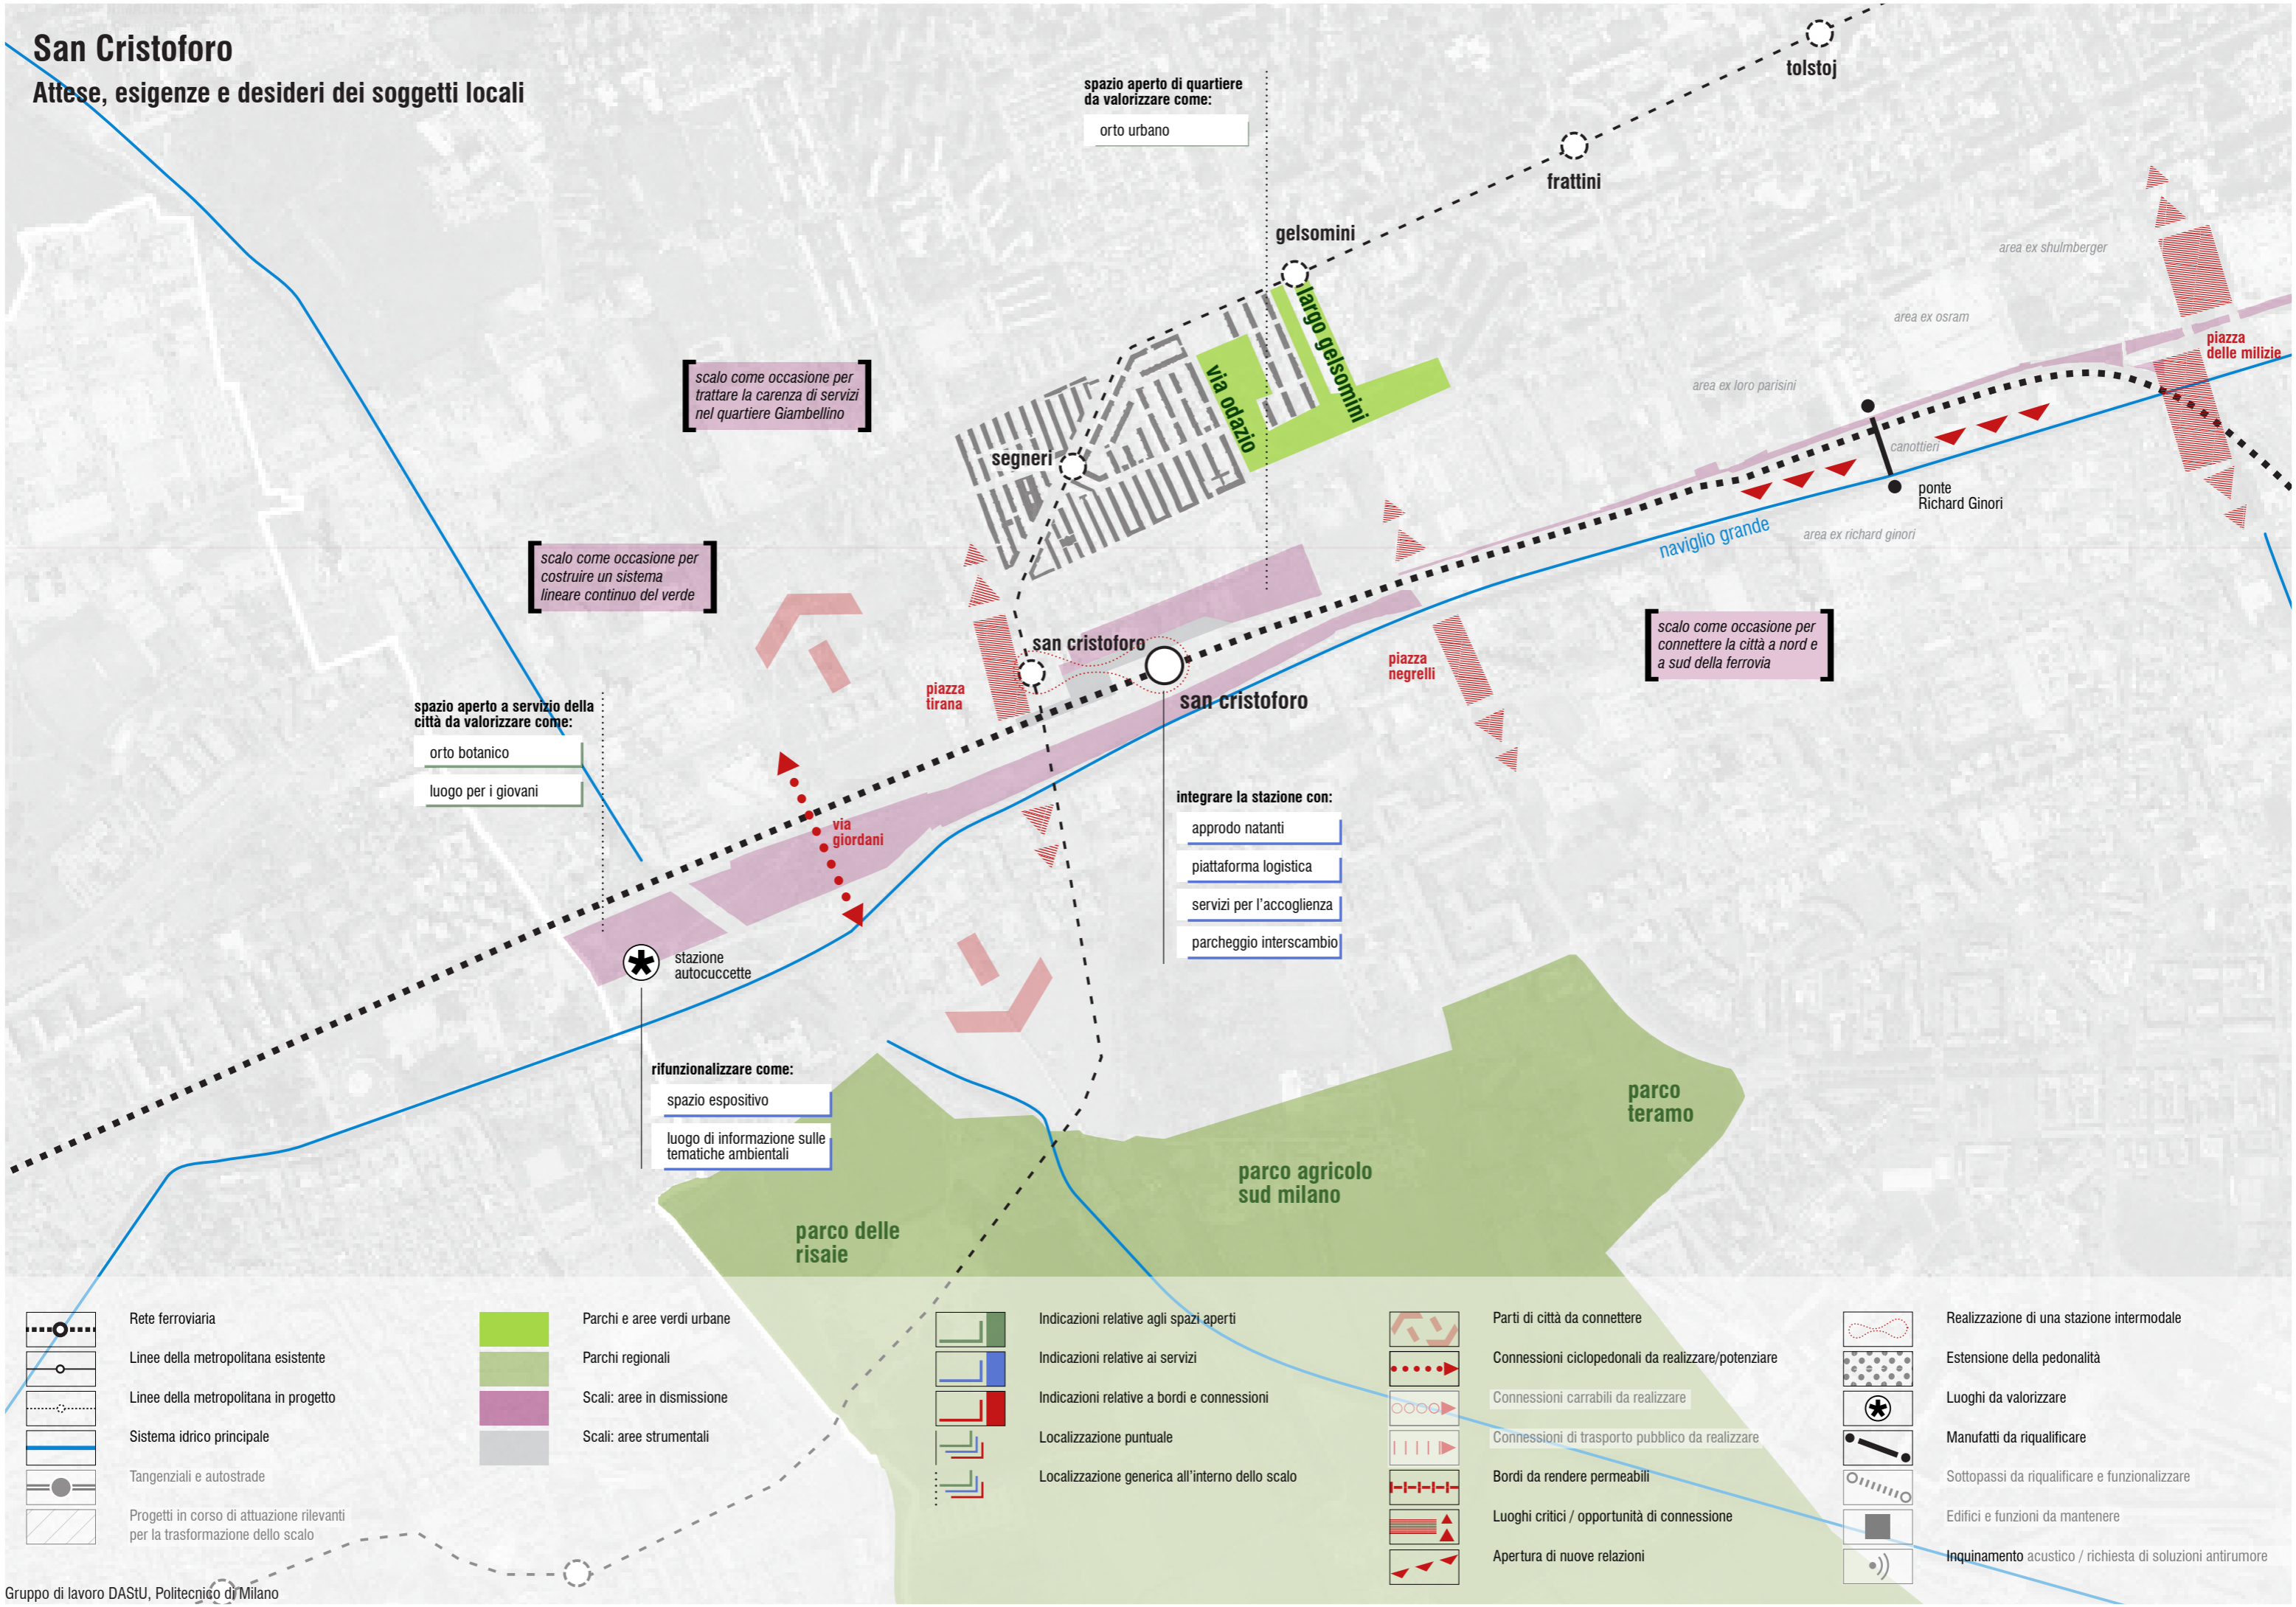 San Cristoforo
Attese, esigenze e desideri dei soggetti locali
spazio aperto di quartiere
da valorizzare come:
orto urbano
tolstoj
frattini
gelsomini
largo gelsomini
via odazio
segneri
area ex shulmberger
area ex osram
area ex loro parisini
piazza
delle milizie
canottieri
ponte
Richard Ginori
naviglio grande
area ex richard ginori
scalo come occasione per
trattare la carenza di servizi
nel quartiere Giambellino
scalo come occasione per
costruire un sistema
lineare continuo del verde
scalo come occasione per
connettere la città a nord e
a sud della ferrovia
san cristoforo
san cristoforo
piazza
tirana
piazza
negrelli
spazio aperto a servizio della
città da valorizzare come:
orto botanico
luogo per i giovani
via
giordani
integrare la stazione con:
approdo natanti
piattaforma logistica
servizi per l'accoglienza
parcheggio interscambio
stazione
autocuccette
rifunzionalizzare come:
spazio espositivo
luogo di informazione sulle
tematiche ambientali
parco
teramo
parco agricolo
sud milano
parco delle
risaie
Rete ferroviaria
Linee della metropolitana esistente
Linee della metropolitana in progetto
Sistema idrico principale
Tangenziali e autostrade
Progetti in corso di attuazione rilevanti
per la trasformazione dello scalo
Parchi e aree verdi urbane
Parchi regionali
Scali: aree in dismissione
Scali: aree strumentali
Indicazioni relative agli spazi aperti
Indicazioni relative ai servizi
Indicazioni relative a bordi e connessioni
Localizzazione puntuale
Localizzazione generica all'interno dello scalo
Parti di città da connettere
Connessioni ciclopedonali da realizzare/potenziare
Connessioni carrabili da realizzare
Connessioni di trasporto pubblico da realizzare
Bordi da rendere permeabili
Luoghi critici / opportunità di connessione
Apertura di nuove relazioni
Realizzazione di una stazione intermodale
Estensione della pedonalità
Luoghi da valorizzare
Manufatti da riqualificare
Sottopassi da riqualificare e funzionalizzare
Edifici e funzioni da mantenere
Inquinamento acustico / richiesta di soluzioni antirumore
Gruppo di lavoro DAStU, Politecnico di Milano